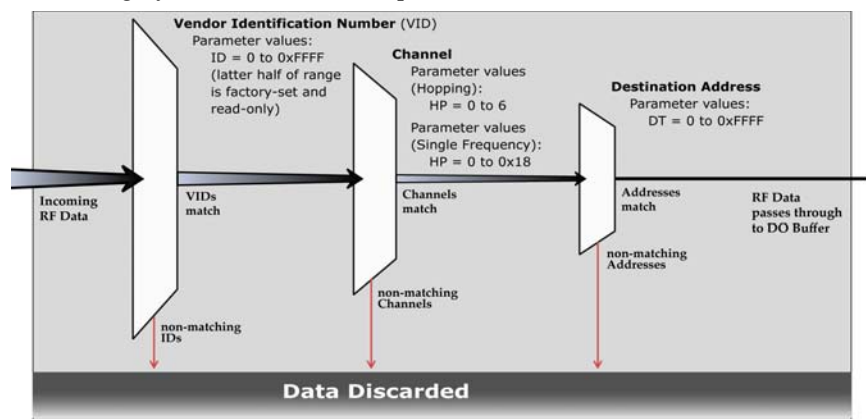 Vendor Identification Number (VID)
Parameter values:
ID = 0 to 0xFFFF
(latter half of range
is factory-set and
read-only)
Channel
Parameter values
(Hopping):
HP = 0 to 6
Parameter values
(Single Frequency):
HP = 0 to 0x18
Destination Address
Parameter values:
DT = 0 to 0xFFFF
Incoming
RF Data
VIDs
match
Channels
match
Addresses
match
RF Data
passes through
to DO Buffer
non-matching
IDs
non-matching
Channels
non-matching
Addresses
Data Discarded